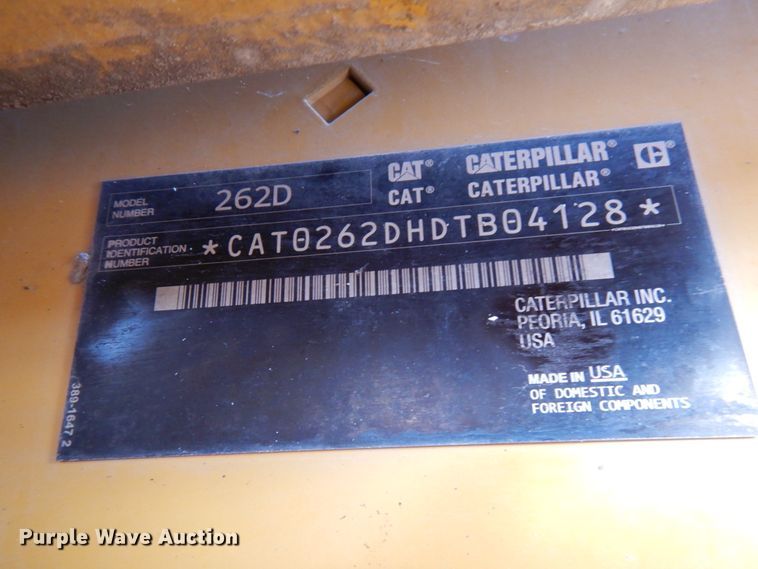 MODEL
NUMBER
262D
CAT® CATERPILLAR® C
CAT® CATERPILLAR®
PRODUCT
IDENTIFICATION
NUMBER
*CAT0262DHDTB04128*
CATERPILLAR INC.
PEORIA, IL 61629
USA
MADE IN USA
OF DOMESTIC AND
FOREIGN COMPONENTS
389-1647 2
Purple Wave Auction